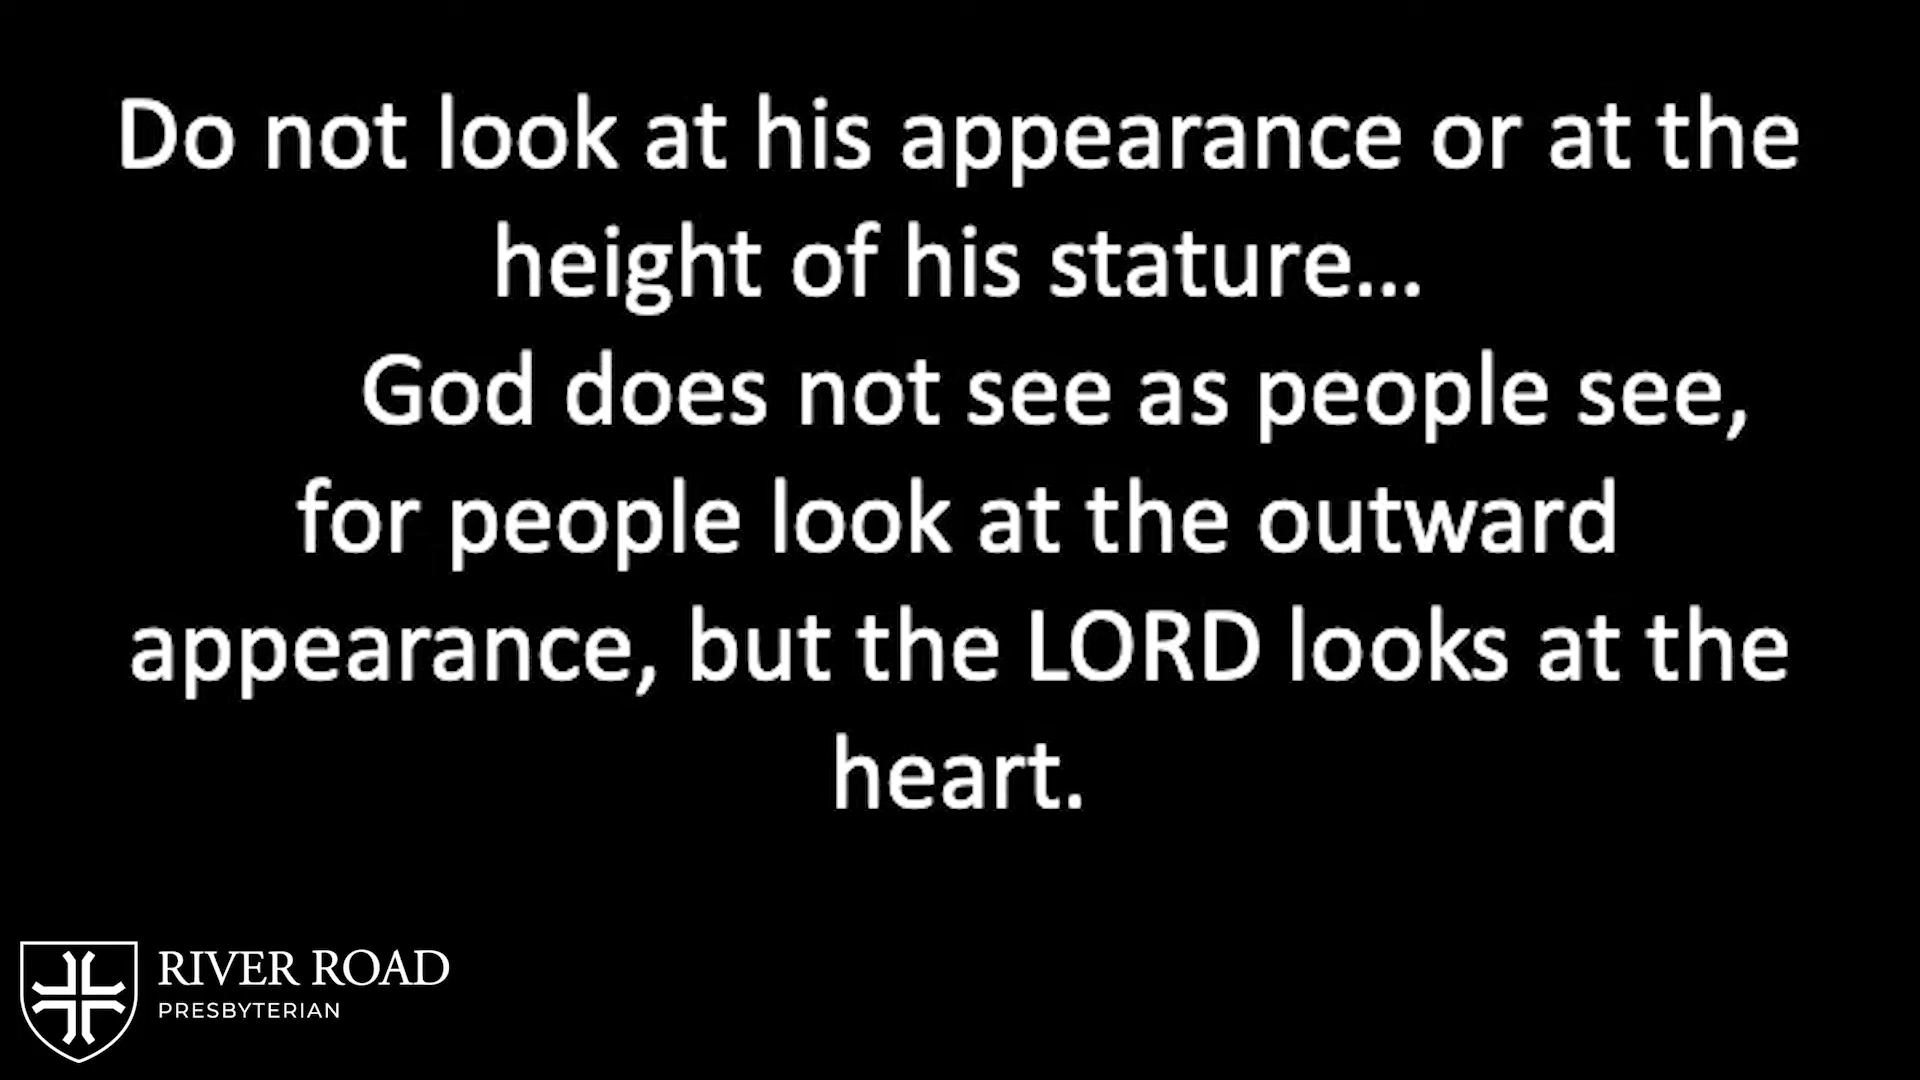 Do not look at his appearance or at the
height of his stature...
God does not see as people see,
for people look at the outward
appearance, but the LORD looks at the
heart.
RIVER ROAD
PRESBYTERIAN